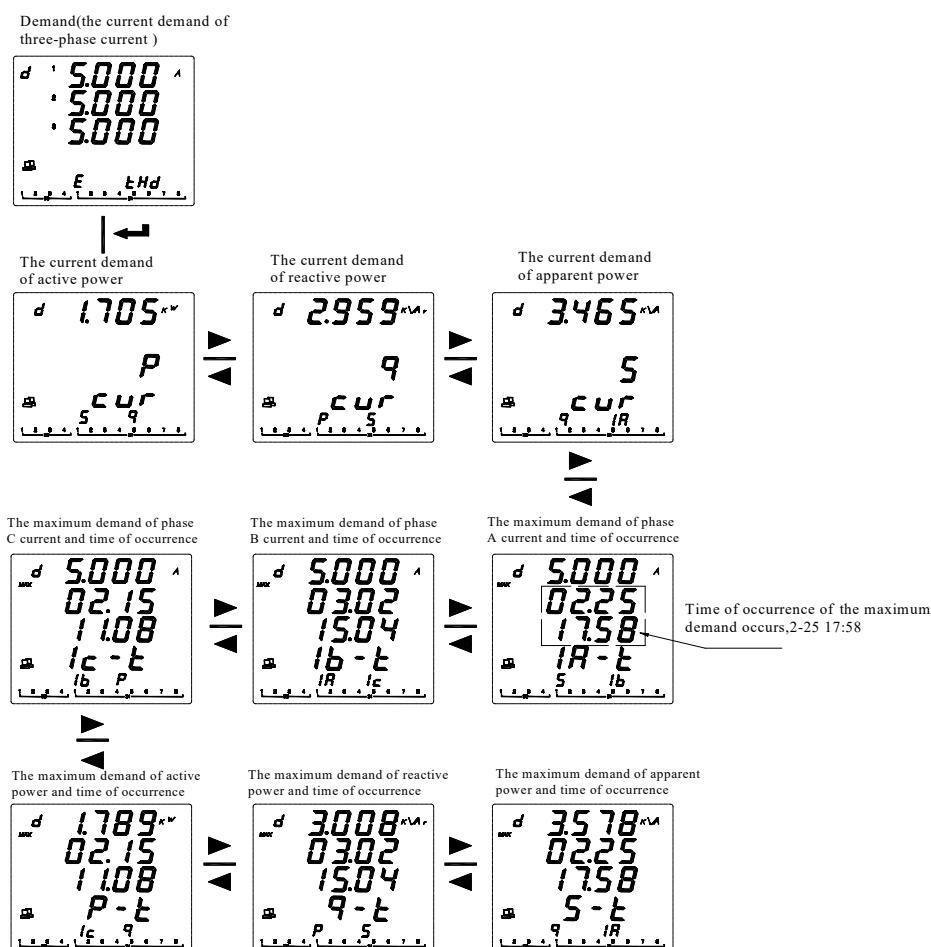 Demand(the current demand of
three-phase current )
d 1 5.000 A
2 5.000
3 5.000
E tHd
The current demand
of active power
The current demand
of reactive power
The current demand
of apparent power
d 1.705 KW
P
cur
S q
d 2.959 KVAr
q
cur
P S
d 3.465 KVA
S
cur
q IA
The maximum demand of phase
C current and time of occurrence
The maximum demand of phase
B current and time of occurrence
The maximum demand of phase
A current and time of occurrence
MAX d 5.000 A
02.15
11.08
Ic-t
Ib P
d 5.000 A
03.02
15.04
Ib-t
IA Ic
MAX d 5.000 A
02.25
17.58
IA-t
S Ib
Time of occurrence of the maximum
demand occurs,2-25 17:58
The maximum demand of active
power and time of occurrence
The maximum demand of reactive
power and time of occurrence
The maximum demand of apparent
power and time of occurrence
MAX d 1.789 KW
02.15
11.08
P-t
Ic q
MAX d 3.008 KVAr
03.02
15.04
q-t
P S
MAX d 3.578 KVA
02.25
17.58
S-t
q IA